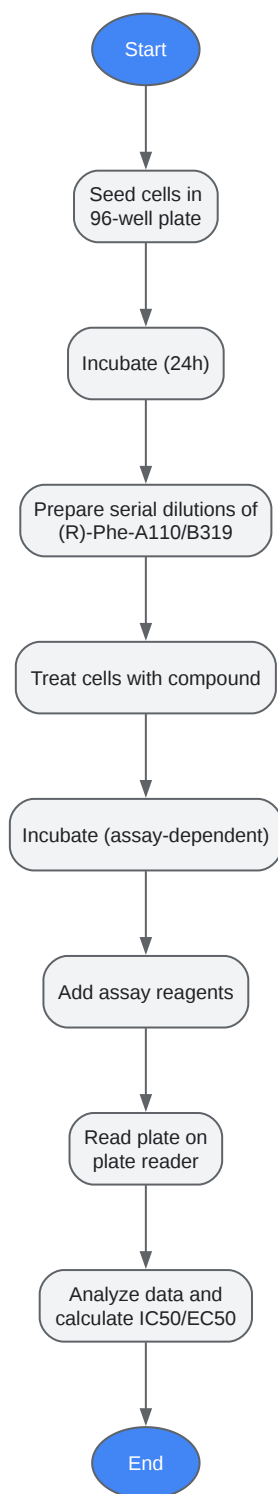 Start
Seed cells in
96-well plate
Incubate (24h)
Prepare serial dilutions of
(R)-Phe-A110/B319
Treat cells with compound
Incubate (assay-dependent)
Add assay reagents
Read plate on
plate reader
Analyze data and
calculate IC50/EC50
End